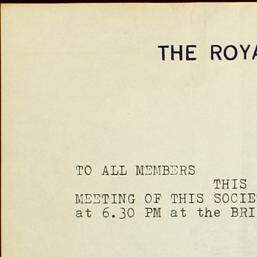 THE ROYA
TO ALL MEMBERS
THIS
MEETING OF THIS SOCIE
at 6.30 PM at the BRI